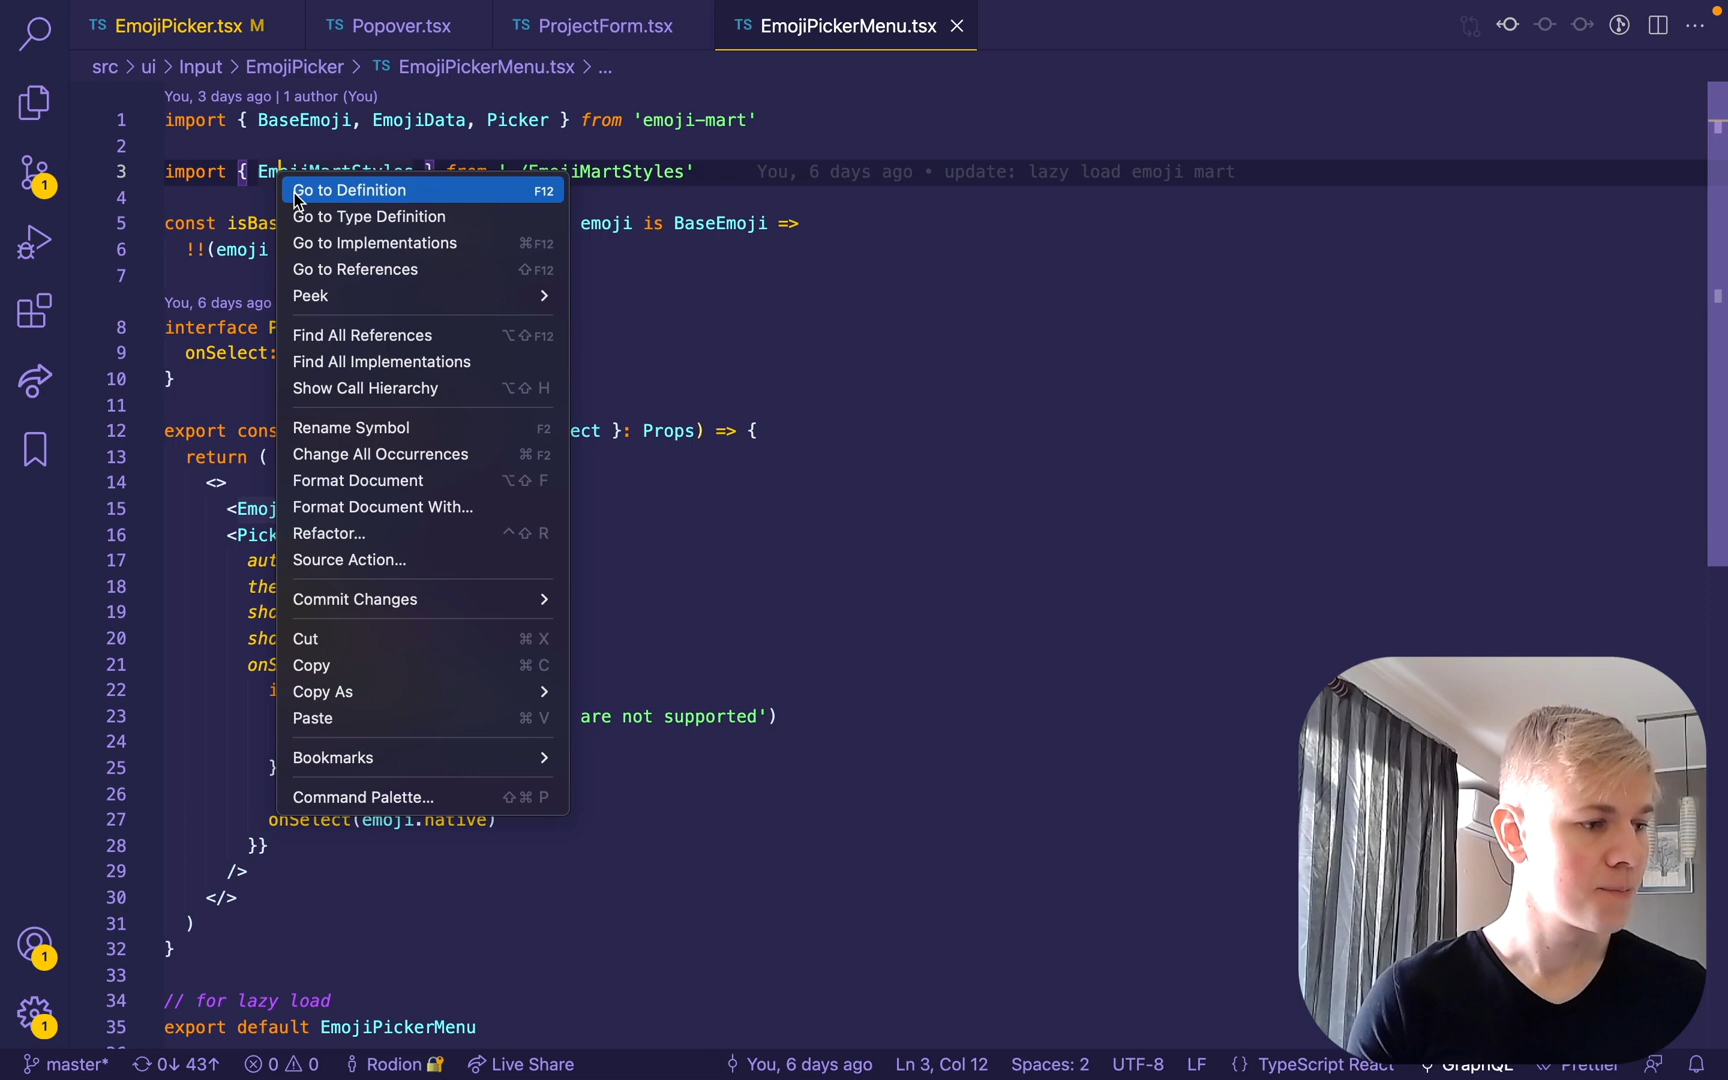 TS EmojiPicker.tsx M TS Popover.tsx TS ProjectForm.tsx TS EmojiPickerMenu.tsx
src > ui > Input > EmojiPicker > TS EmojiPickerMenu.tsx > ...
You, 3 days ago | 1 author (You)
1 import { BaseEmoji, EmojiData, Picker } from 'emoji-mart'
2
3 import { EmojiMartStyles } from './EmojiMartStyles' You, 6 days ago • update: lazy load emoji mart
Go to Definition F12
4
Go to Type Definition
5 const isBas emoji is BaseEmoji =>
Go to Implementations ⌘F12
6 !!(emoji
Go to References ⇧F12
7
Peek
You, 6 days ago
8 interface P
Find All References ⌥⇧F12
9 onSelect:
Find All Implementations
10 }
Show Call Hierarchy ⌥⇧ H
11
Rename Symbol F2
12 export cons ect }: Props) => {
13 return (
Change All Occurrences ⌘ F2
14 <>
Format Document ⌥⇧ F
15 <Emoj
Format Document With...
16 <Pick
Refactor... ^⇧ R
17 aut
Source Action...
18 the
Commit Changes
19 sho
20 sho
Cut ⌘ X
21 onS
Copy ⌘ C
22 i
Copy As
23 are not supported')
Paste ⌘ V
24
Bookmarks
25 }
26
Command Palette... ⇧⌘ P
27 onSelect(emoji.native)
28 }}
29 />
30 </>
31 )
32 }
33
34 // for lazy load
35 export default EmojiPickerMenu
1
1
1
master* 0↓ 43↑ 0 0 Rodion Live Share You, 6 days ago Ln 3, Col 12 Spaces: 2 UTF-8 LF {} TypeScript React GraphQL Prettier